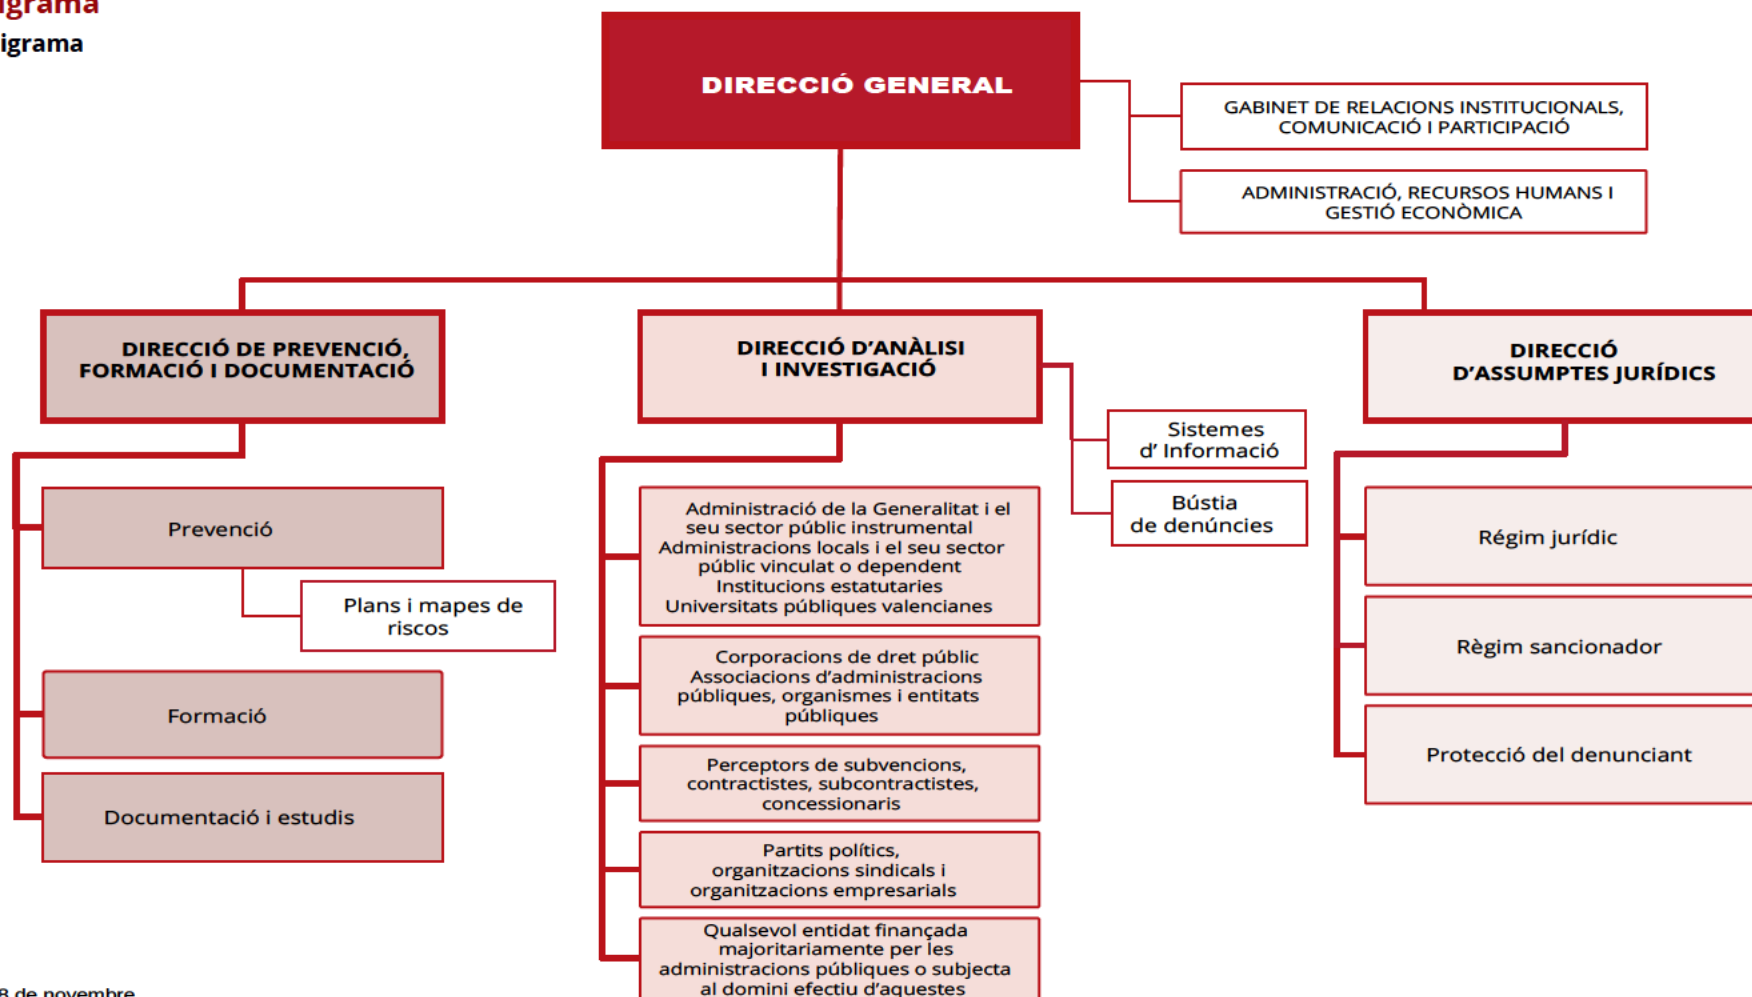 igrama
igrama
DIRECCIÓ GENERAL
GABINET DE RELACIONS INSTITUCIONALS,
COMUNICACIÓ I PARTICIPACIÓ
ADMINISTRACIÓ, RECURSOS HUMANS I
GESTIÓ ECONÒMICA
DIRECCIÓ DE PREVENCIÓ,
FORMACIÓ I DOCUMENTACIÓ
Prevenció
Plans i mapes de
riscos
Formació
Documentació i estudis
DIRECCIÓ D'ANÀLISI
I INVESTIGACIÓ
Sistemes
d' Informació
Bústia
de denúncies
Administració de la Generalitat i el
seu sector públic instrumental
Administracions locals i el seu sector
públic vinculat o dependent
Institucions estatutaries
Universitats públiques valencianes
Corporacions de dret públic
Associacions d'administracions
públiques, organismes i entitats
públiques
Perceptors de subvencions,
contractistes, subcontractistes,
concessionaris
Partits polítics,
organitzacions sindicals i
organitzacions empresarials
Qualsevol entidat finançada
majoritariament per les
administracions públiques o subjecta
al domini efectiu d'aquestes
DIRECCIÓ
D'ASSUMPTES JURÍDICS
Régim jurídic
Règim sancionador
Protecció del denunciant
8 de novembre